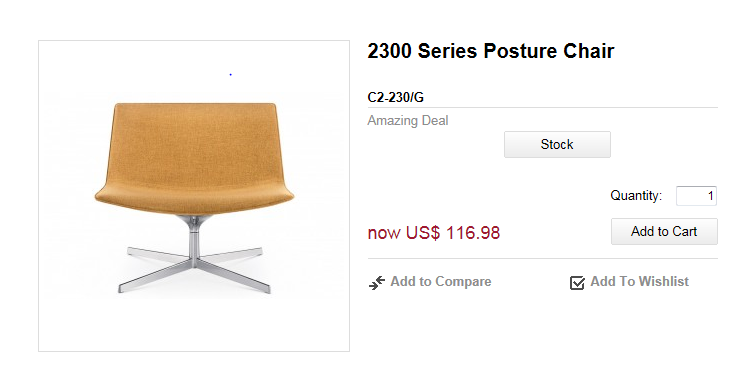 2300 Series Posture Chair
C2-230/G
Amazing Deal
Stock
Quantity: 1
now US$ 116.98
Add to Cart
Add to Compare
Add To Wishlist